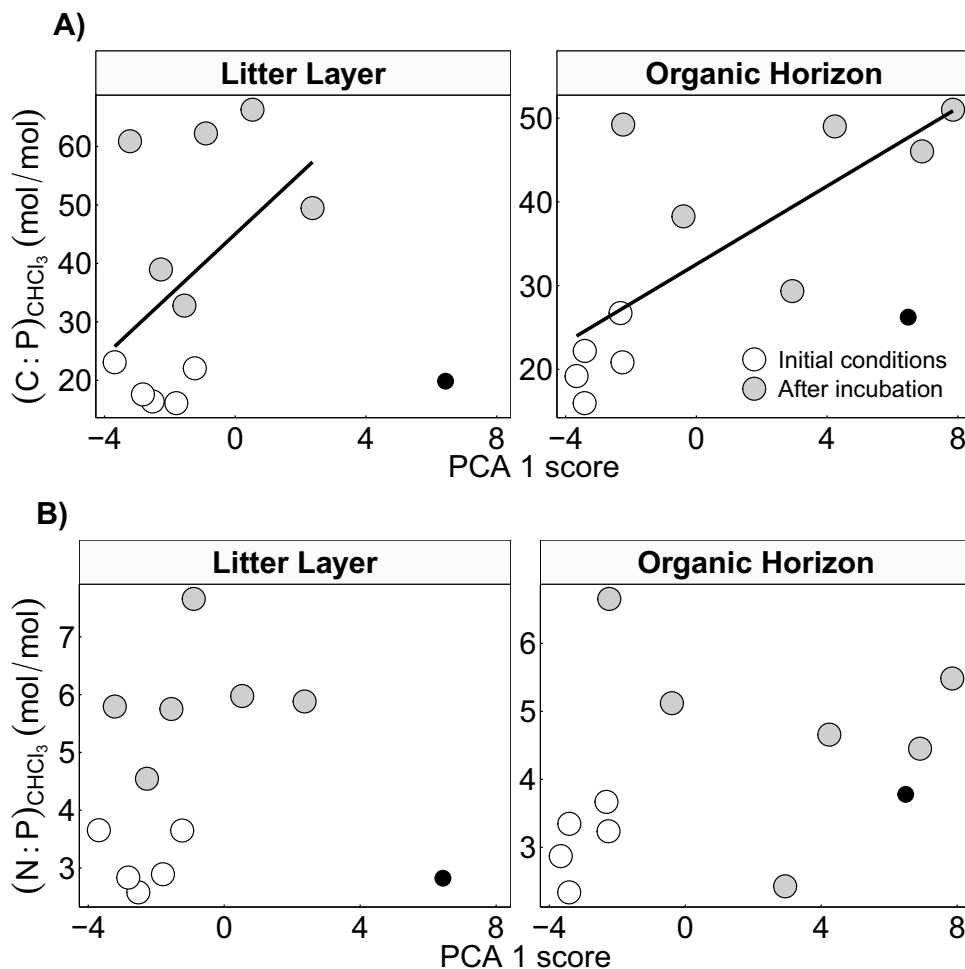 A)
Litter Layer
Organic Horizon
(C : P)CHCl₃ (mol/mol)
60
50
40
30
20
50
40
30
20
Initial conditions
After incubation
−4 0 4 8
−4 0 4 8
PCA 1 score
B)
Litter Layer
Organic Horizon
(N : P)CHCl₃ (mol/mol)
7
6
5
4
3
6
5
4
3
−4 0 4 8
−4 0 4 8
PCA 1 score